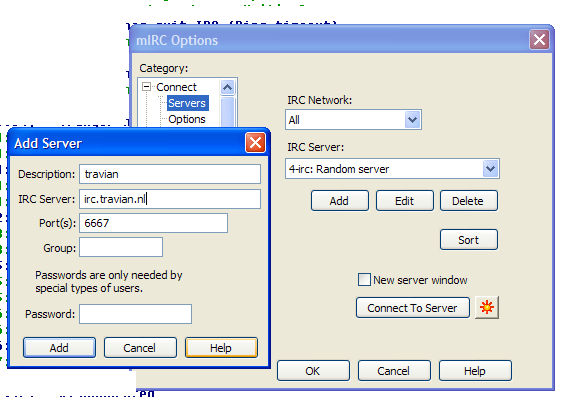 quit IRC (Ping timeout)
mIRC Options
Category:
Connect
Servers
Options
IRC Network:
All
IRC Server:
4-irc: Random server
Add
Edit
Delete
Sort
New server window
Connect To Server
OK
Cancel
Help
Add Server
Description:
travian
IRC Server:
irc.travian.nl
Port(s):
6667
Group:
Passwords are only needed by
special types of users.
Password:
Add
Cancel
Help